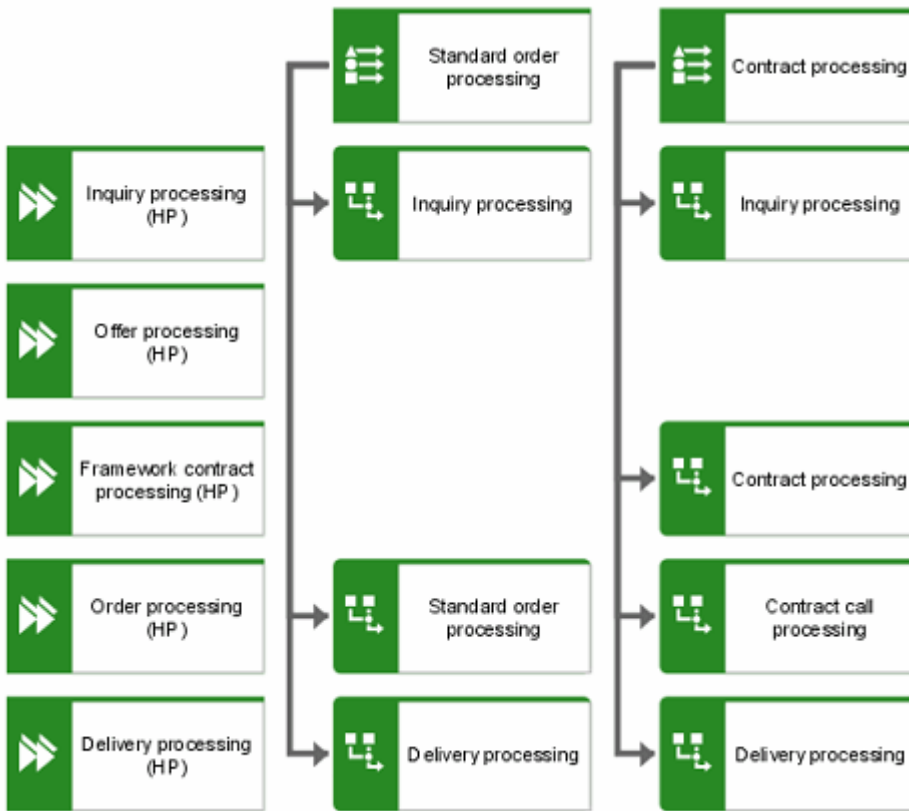 Standard order
processing
Contract processing
Inquiry processing
(HP)
Inquiry processing
Inquiry processing
Offer processing
(HP)
Framework contract
processing (HP)
Contract processing
Order processing
(HP)
Standard order
processing
Contract call
processing
Delivery processing
(HP)
Delivery processing
Delivery processing